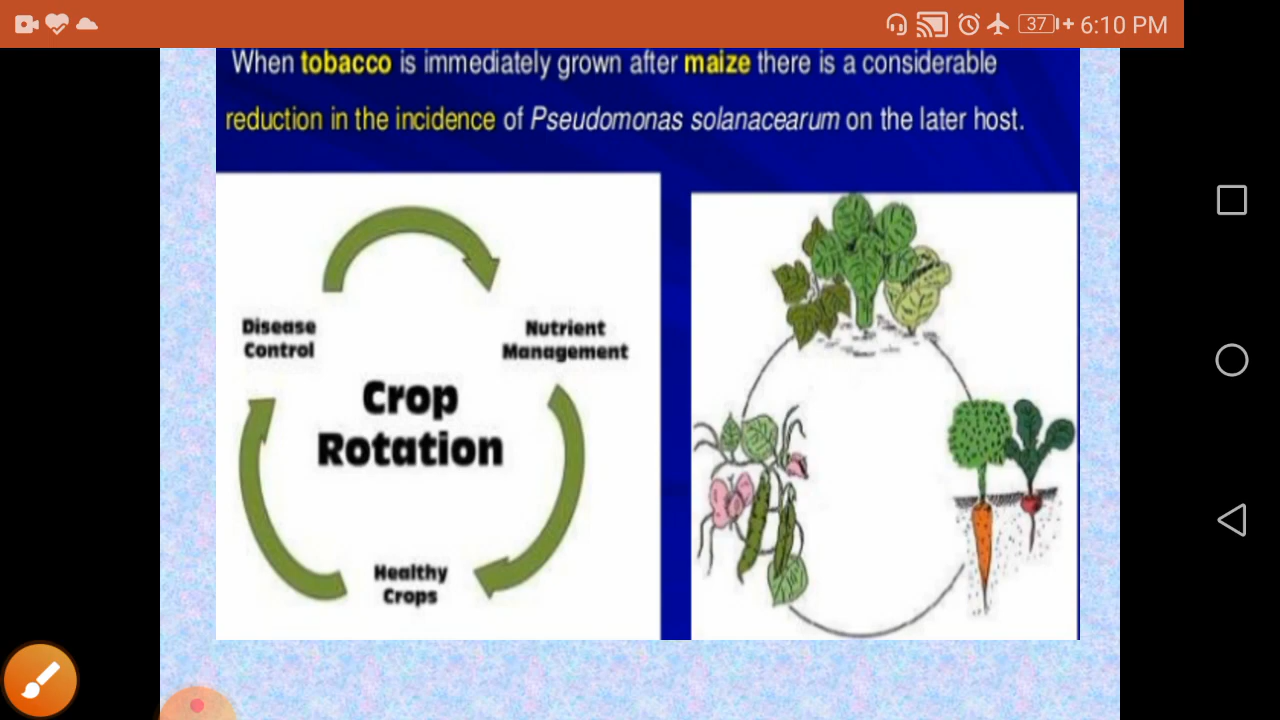 37 6:10 PM
When tobacco is immediately grown after maize there is a considerable
reduction in the incidence of Pseudomonas solanacearum on the later host.
Disease
Control
Nutrient
Management
Crop
Rotation
Healthy
Crops